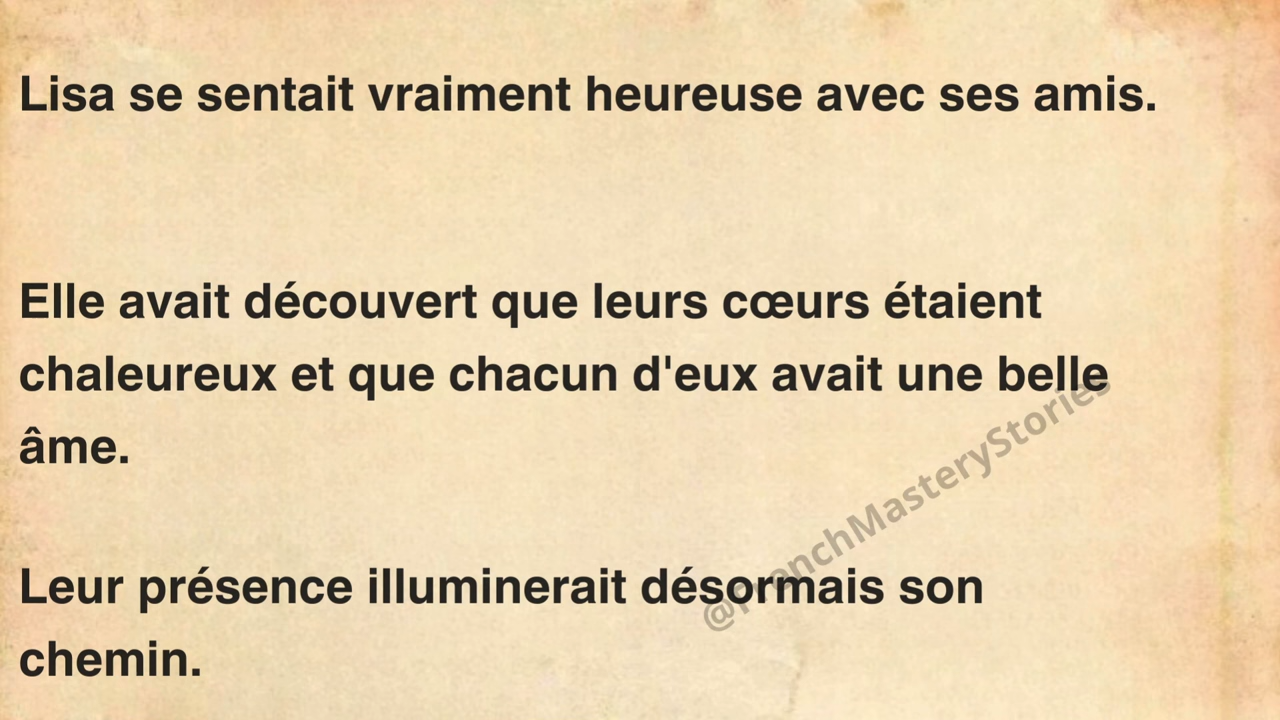 Lisa se sentait vraiment heureuse avec ses amis.
Elle avait découvert que leurs cœurs étaient
chaleureux et que chacun d'eux avait une belle
âme.
@FrenchMasteryStories
Leur présence illuminerait désormais son
chemin.